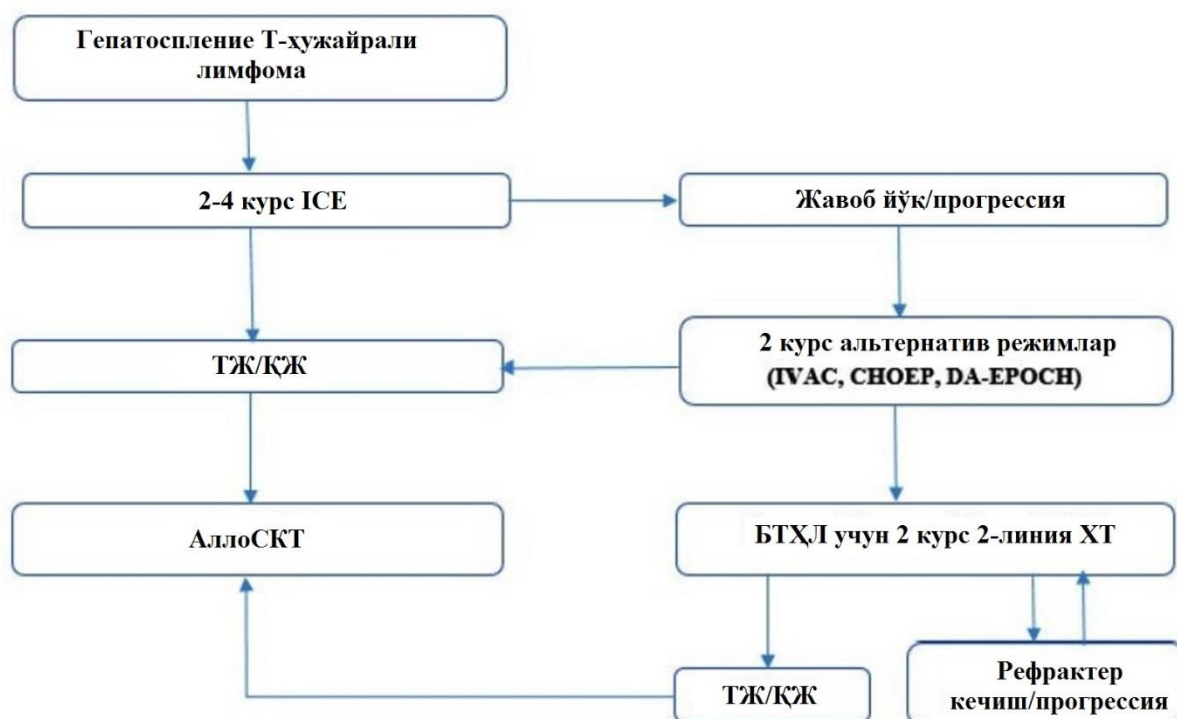 Гепатоспление Т-ҳужайрали
лимфома
2-4 курс ICE
Жавоб йўқ/прогрессия
ТЖ/ҚЖ
2 курс альтернатив режимлар
(IVAC, CHOEP, DA-EPOCH)
АллоСКТ
БТҲЛ учун 2 курс 2-линия ХТ
ТЖ/ҚЖ
Рефрактер
кечиш/прогрессия